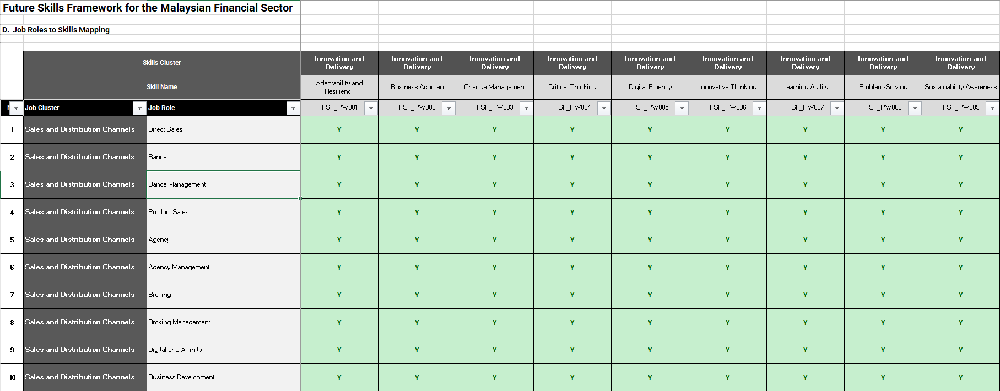 Future Skills Framework for the Malaysian Financial Sector
D. Job Roles to Skills Mapping
Skills Cluster Innovation and Delivery Innovation and Delivery Innovation and Delivery Innovation and Delivery Innovation and Delivery Innovation and Delivery Innovation and Delivery Innovation and Delivery Innovation and Delivery
Skill Name Adaptability and Resiliency Business Acumen Change Management Critical Thinking Digital Fluency Innovative Thinking Learning Agility Problem-Solving Sustainability Awareness
Job Cluster Job Role FSF_PW001 FSF_PW002 FSF_PW003 FSF_PW004 FSF_PW005 FSF_PW006 FSF_PW007 FSF_PW008 FSF_PW009
1 Sales and Distribution Channels Direct Sales Y Y Y Y Y Y Y Y Y
2 Sales and Distribution Channels Banca Y Y Y Y Y Y Y Y Y
3 Sales and Distribution Channels Banca Management Y Y Y Y Y Y Y Y Y
4 Sales and Distribution Channels Product Sales Y Y Y Y Y Y Y Y Y
5 Sales and Distribution Channels Agency Y Y Y Y Y Y Y Y Y
6 Sales and Distribution Channels Agency Management Y Y Y Y Y Y Y Y Y
7 Sales and Distribution Channels Broking Y Y Y Y Y Y Y Y Y
8 Sales and Distribution Channels Broking Management Y Y Y Y Y Y Y Y Y
9 Sales and Distribution Channels Digital and Affinity Y Y Y Y Y Y Y Y Y
10 Sales and Distribution Channels Business Development Y Y Y Y Y Y Y Y Y